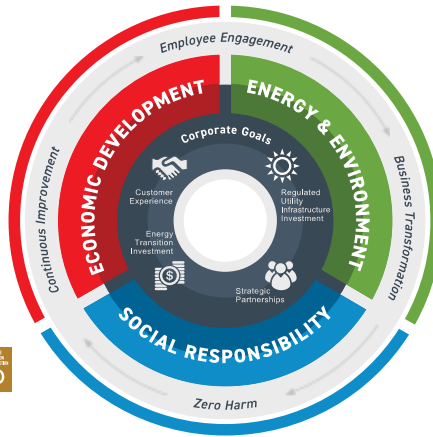 Employee Engagement
ECONOMIC DEVELOPMENT
ENERGY & ENVIRONMENT
Corporate Goals
Continuous Improvement
Business Transformation
Customer
Experience
Regulated
Utility
Infrastructure
Investment
Energy
Transition
Investment
Strategic
Partnerships
SOCIAL RESPONSIBILITY
Zero Harm